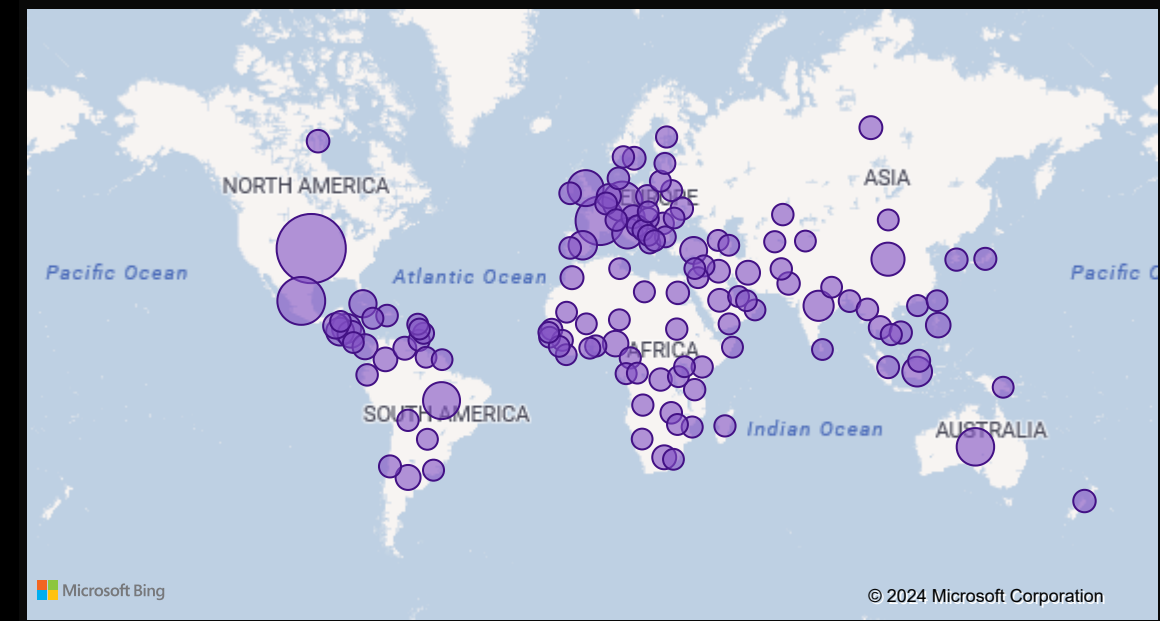 NORTH AMERICA
EUROPE
ASIA
Pacific Ocean
Atlantic Ocean
Pacific O
AFRICA
SOUTH AMERICA
Indian Ocean
AUSTRALIA
Microsoft Bing
© 2024 Microsoft Corporation